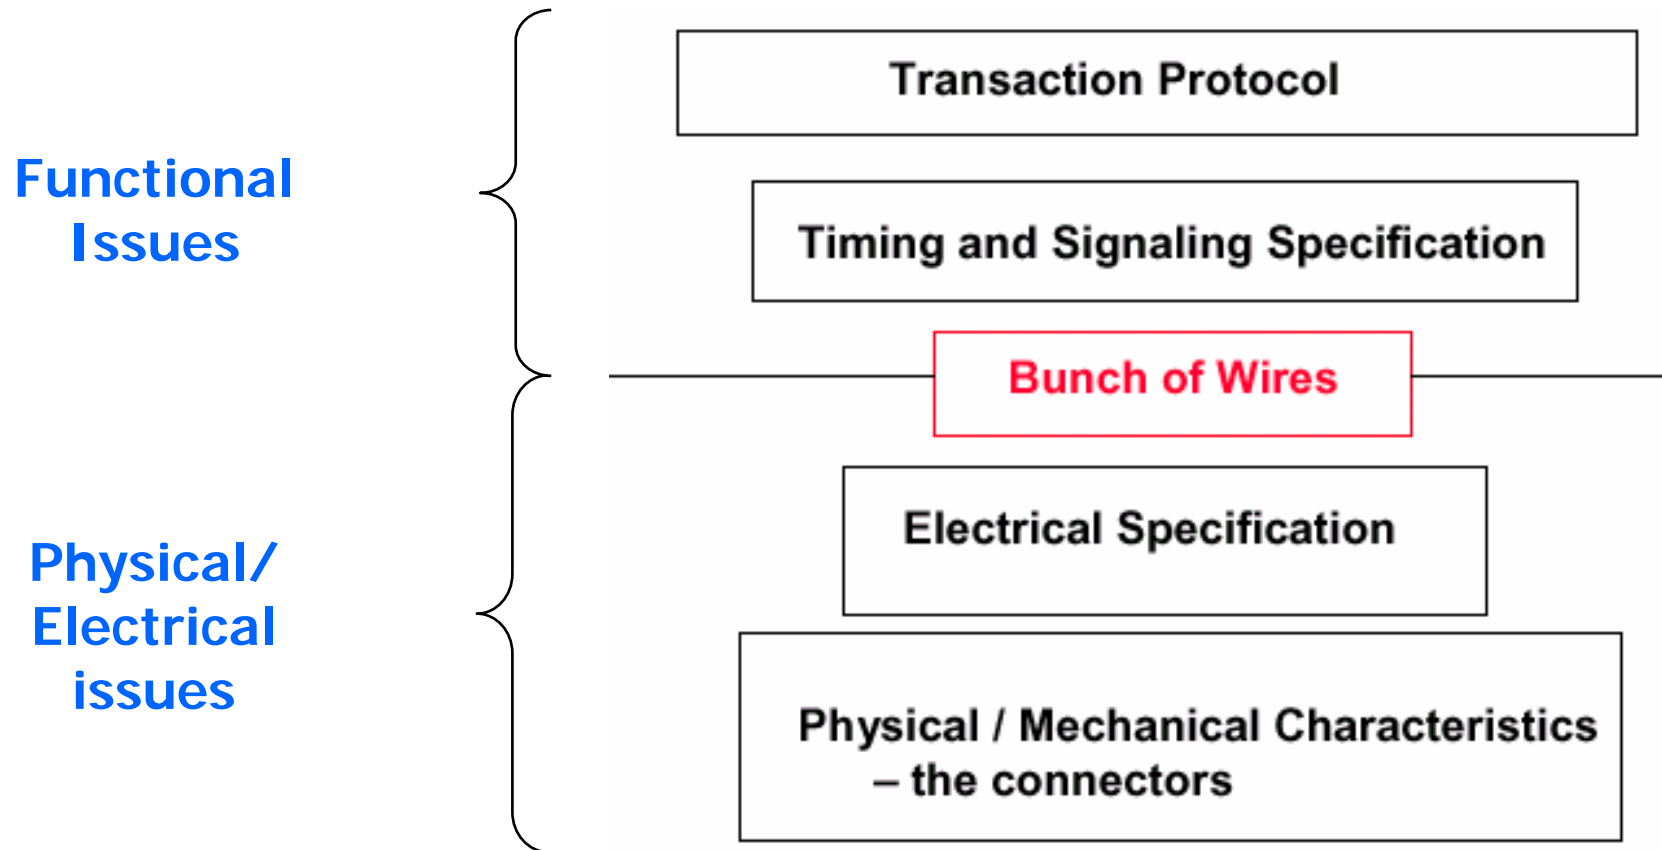 Functional
Issues
Transaction Protocol
Timing and Signaling Specification
Bunch of Wires
Physical/
Electrical
issues
Electrical Specification
Physical / Mechanical Characteristics
– the connectors